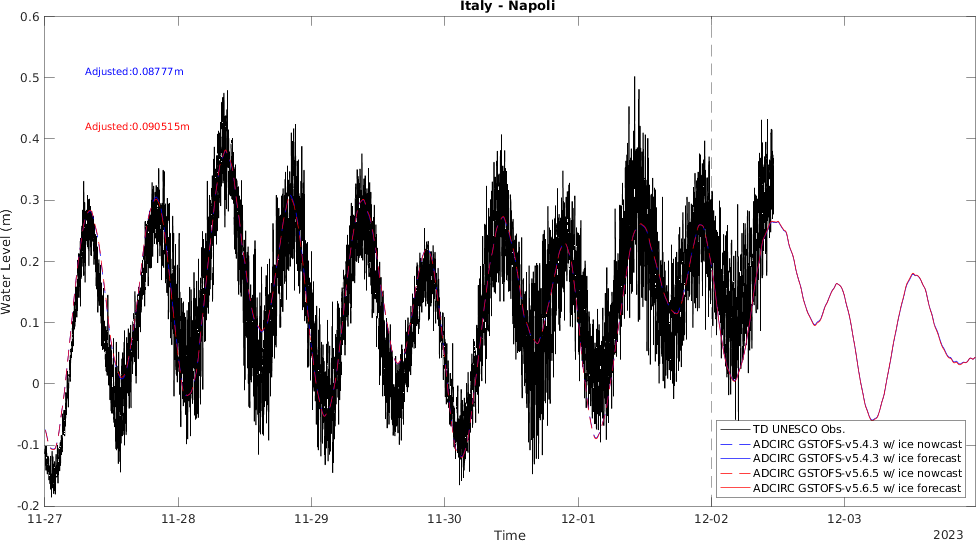 Italy - Napoli
Water Level (m)
0.6
0.5
0.4
0.3
0.2
0.1
0
-0.1
-0.2
Adjusted:0.08777m
Adjusted:0.090515m
TD UNESCO Obs.
ADCIRC GSTOFS-v5.4.3 w/ ice nowcast
ADCIRC GSTOFS-v5.4.3 w/ ice forecast
ADCIRC GSTOFS-v5.6.5 w/ ice nowcast
ADCIRC GSTOFS-v5.6.5 w/ ice forecast
11-27 11-28 11-29 11-30 12-01 12-02 12-03
Time
2023